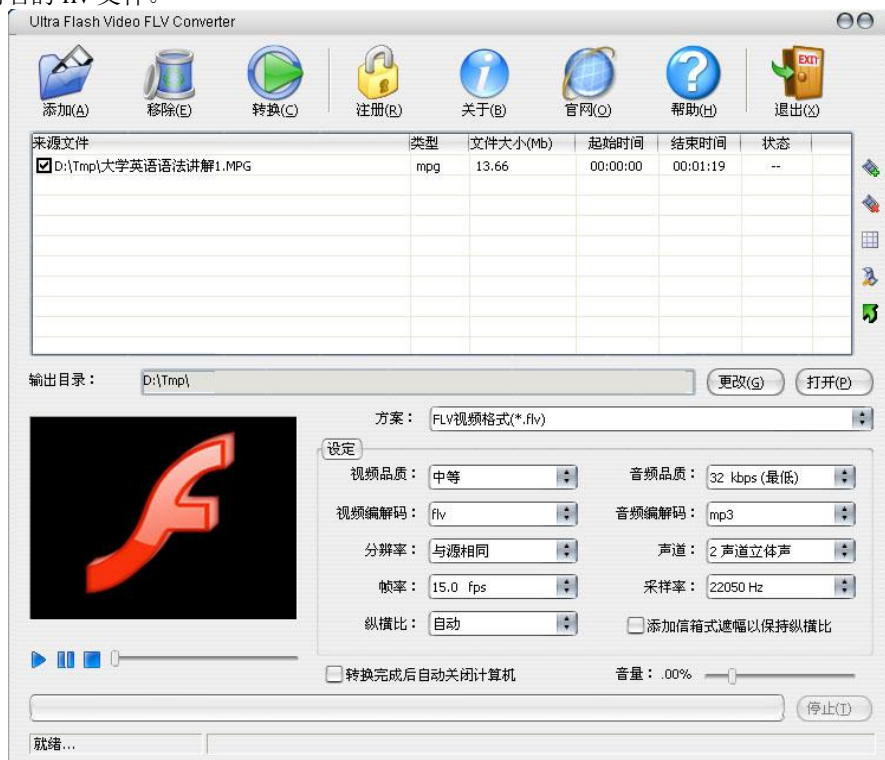 Ultra Flash Video FLV Converter
添加(A) 移除(E) 转换(C) 注册(R) 关于(B) 官网(O) 帮助(H) EXIT 退出(X)
来源文件 类型 文件大小(Mb) 起始时间 结束时间 状态
D:\Tmp\大学英语语法讲解1.MPG mpg 13.66 00:00:00 00:01:19 --
输出目录： D:\Tmp\ 更改(G) 打开(P)
方案： FLV视频格式(*.flv)
设定
视频品质： 中等 音频品质： 32 kbps (最低)
视频编解码： flv 音频编解码： mp3
分辨率： 与源相同 声道： 2 声道立体声
帧率： 15.0 fps 采样率： 22050 Hz
纵横比： 自动 添加信箱式遮幅以保持纵横比
转换完成后自动关闭计算机 音量： .00%
停止(T)
就绪...